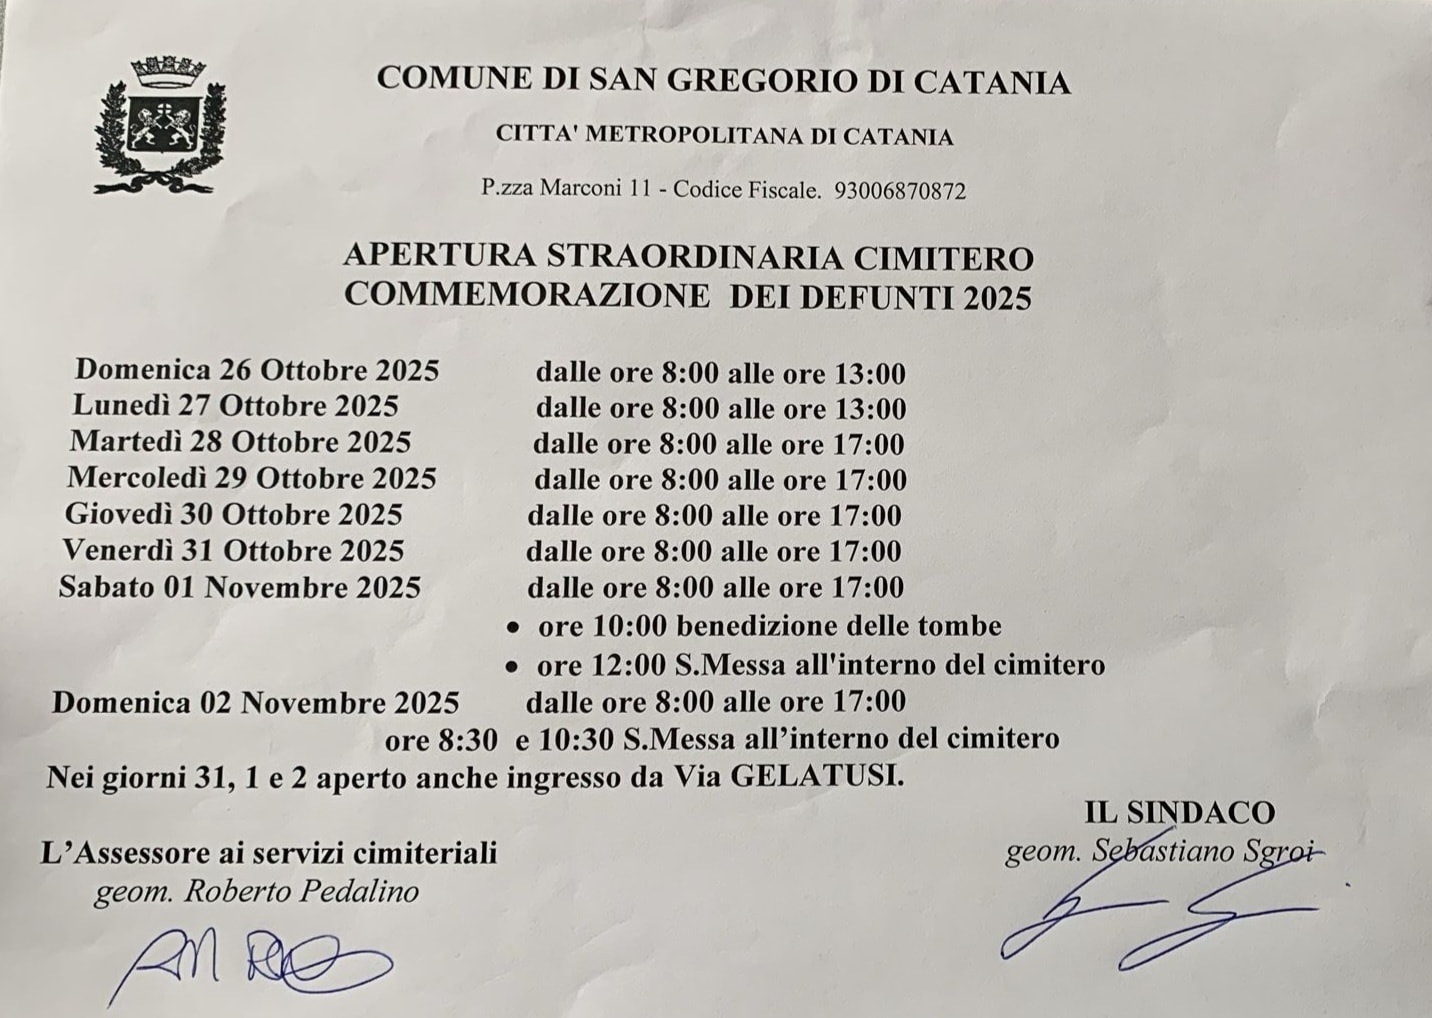 COMUNE DI SAN GREGORIO DI CATANIA
CITTA' METROPOLITANA DI CATANIA
P.zza Marconi 11 - Codice Fiscale. 93006870872
APERTURA STRAORDINARIA CIMITERO
COMMEMORAZIONE DEI DEFUNTI 2025
Domenica 26 Ottobre 2025 dalle ore 8:00 alle ore 13:00
Lunedì 27 Ottobre 2025 dalle ore 8:00 alle ore 13:00
Martedì 28 Ottobre 2025 dalle ore 8:00 alle ore 17:00
Mercoledì 29 Ottobre 2025 dalle ore 8:00 alle ore 17:00
Giovedì 30 Ottobre 2025 dalle ore 8:00 alle ore 17:00
Venerdì 31 Ottobre 2025 dalle ore 8:00 alle ore 17:00
Sabato 01 Novembre 2025 dalle ore 8:00 alle ore 17:00
• ore 10:00 benedizione delle tombe
• ore 12:00 S.Messa all'interno del cimitero
Domenica 02 Novembre 2025 dalle ore 8:00 alle ore 17:00
ore 8:30 e 10:30 S.Messa all’interno del cimitero
Nei giorni 31, 1 e 2 aperto anche ingresso da Via GELATUSI.
IL SINDACO
geom. Sebastiano Sgroi
L’Assessore ai servizi cimiteriali
geom. Roberto Pedalino